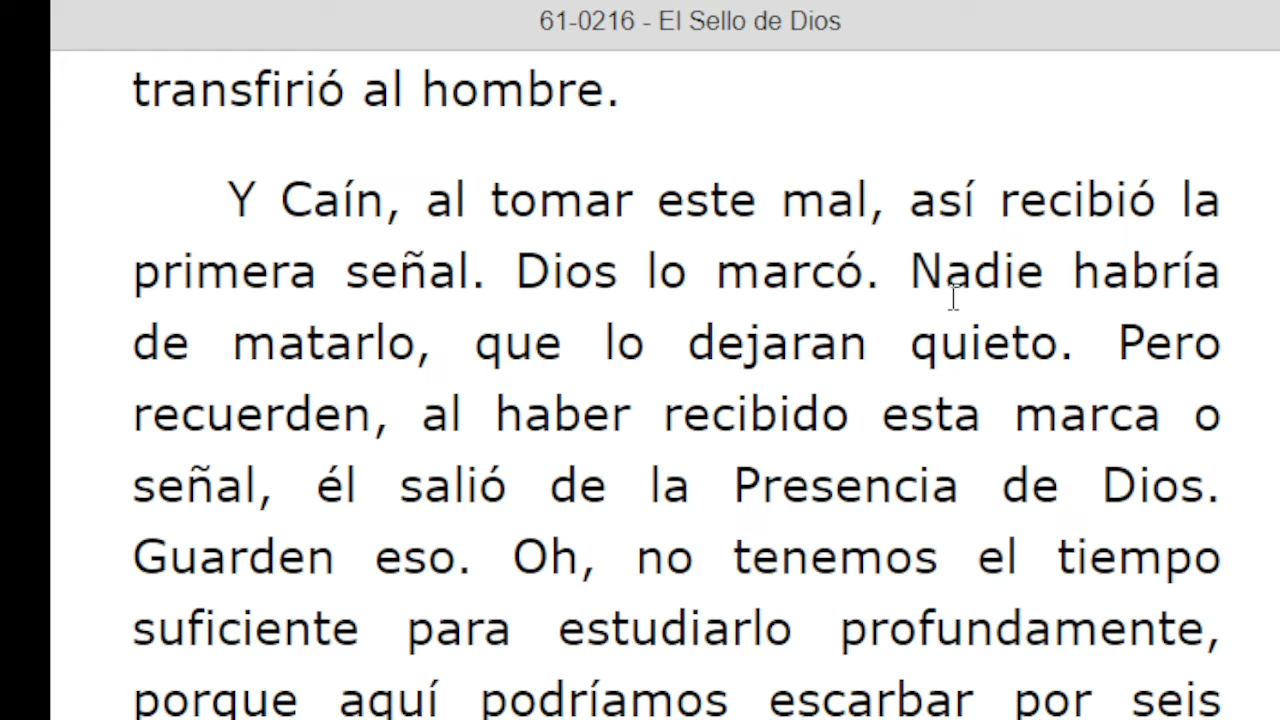 61-0216 - El Sello de Dios
transfirió al hombre.
Y Caín, al tomar este mal, así recibió la
primera señal. Dios lo marcó. Nadie habría
de matarlo, que lo dejaran quieto. Pero
recuerden, al haber recibido esta marca o
señal, él salió de la Presencia de Dios.
Guarden eso. Oh, no tenemos el tiempo
suficiente para estudiarlo profundamente,
porque aquí podríamos escarbar por seis